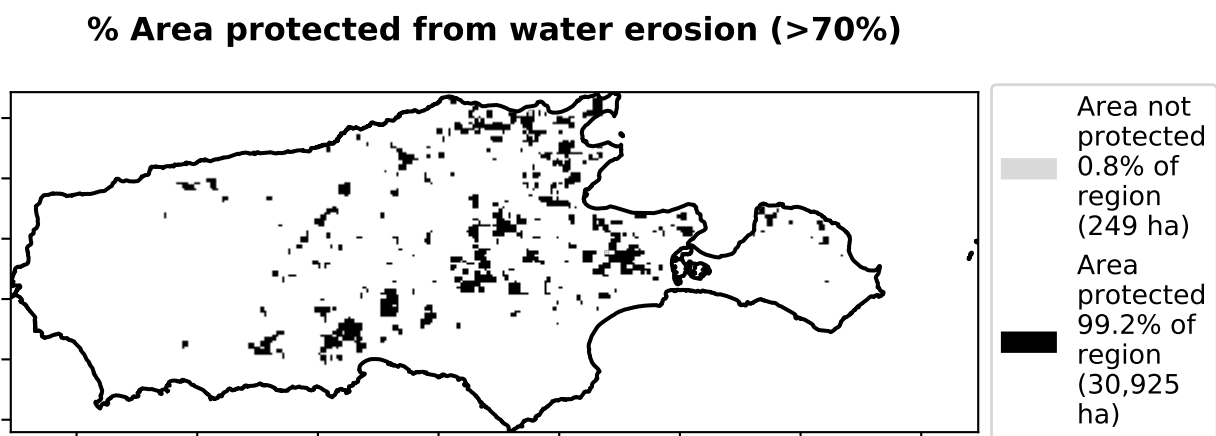 % Area protected from water erosion (>70%)
Area not
protected
0.8% of
region
(249 ha)
Area
protected
99.2% of
region
(30,925
ha)